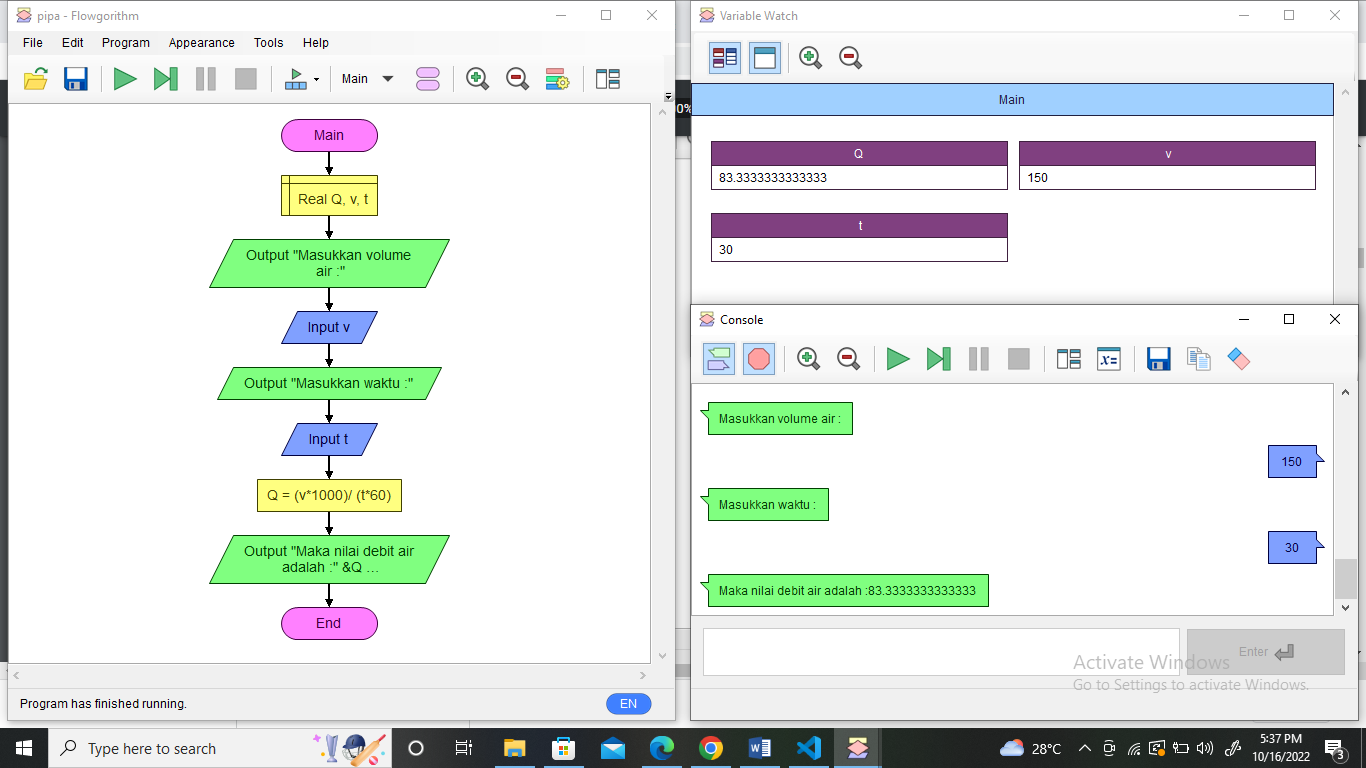 pipa - Flowgorithm
File Edit Program Appearance Tools Help
Main
Main
Real Q, v, t
Output "Masukkan volume
air :"
Input v
Output "Masukkan waktu :"
Input t
Q = (v*1000)/ (t*60)
Output "Maka nilai debit air
adalah :" &Q ...
End
Program has finished running.
EN
0%
Variable Watch
Main
Q
83.3333333333333
v
150
t
30
Console
x=
Masukkan volume air :
150
Masukkan waktu :
30
Maka nilai debit air adalah :83.3333333333333
Enter
Activate Windows
Go to Settings to activate Windows.
Type here to search
28°C
5:37 PM
10/16/2022
3